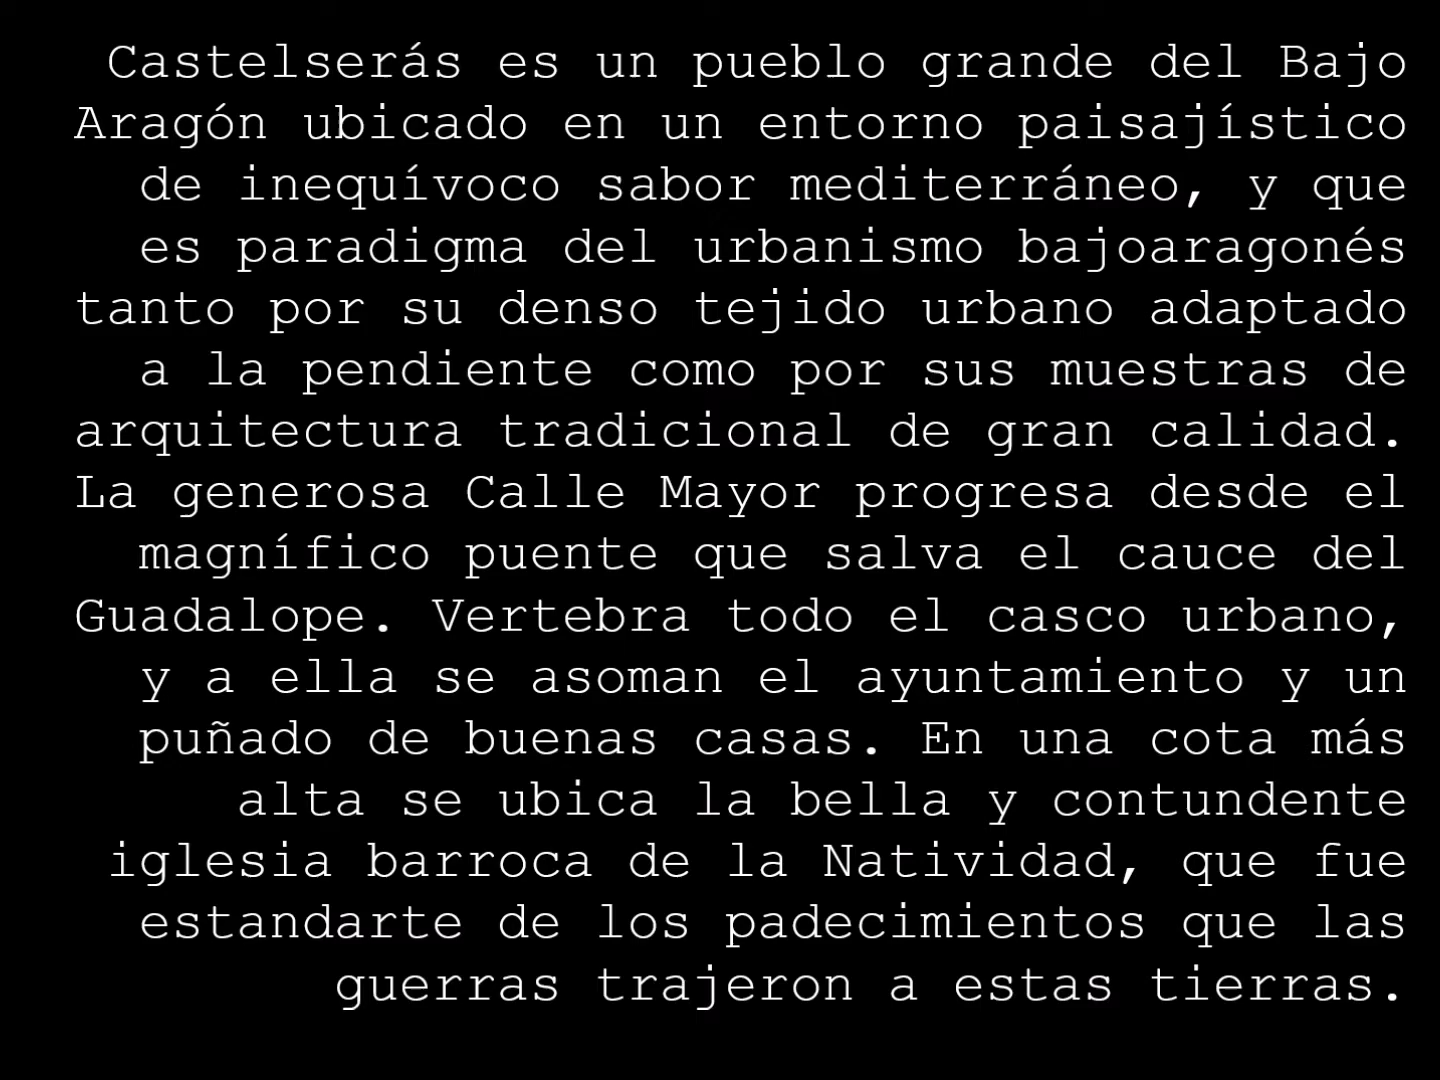 Castelserás es un pueblo grande del Bajo
Aragón ubicado en un entorno paisajístico
de inequívoco sabor mediterráneo, y que
es paradigma del urbanismo bajoaragonés
tanto por su denso tejido urbano adaptado
a la pendiente como por sus muestras de
arquitectura tradicional de gran calidad.
La generosa Calle Mayor progresa desde el
magnífico puente que salva el cauce del
Guadalope. Vertebra todo el casco urbano,
y a ella se asoman el ayuntamiento y un
puñado de buenas casas. En una cota más
alta se ubica la bella y contundente
iglesia barroca de la Natividad, que fue
estandarte de los padecimientos que las
guerras trajeron a estas tierras.